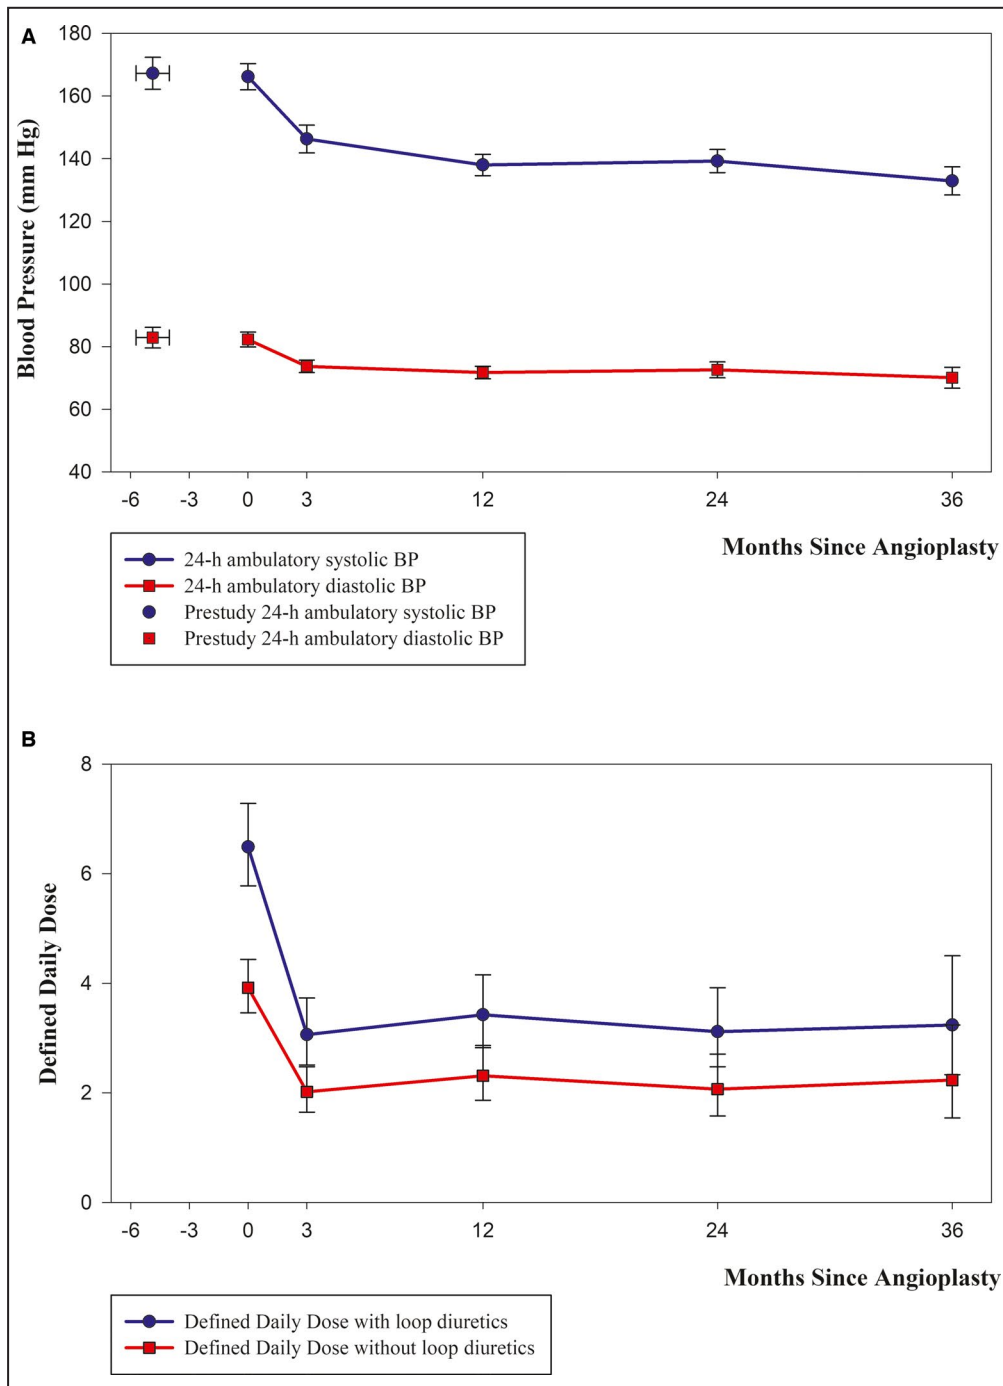 A
Blood Pressure (mm Hg)
180
160
140
120
100
80
60
40
-6 -3 0 3 12 24 36
Months Since Angioplasty
24-h ambulatory systolic BP
24-h ambulatory diastolic BP
Prestudy 24-h ambulatory systolic BP
Prestudy 24-h ambulatory diastolic BP
B
Defined Daily Dose
8
6
4
2
0
-6 -3 0 3 12 24 36
Months Since Angioplasty
Defined Daily Dose with loop diuretics
Defined Daily Dose without loop diuretics